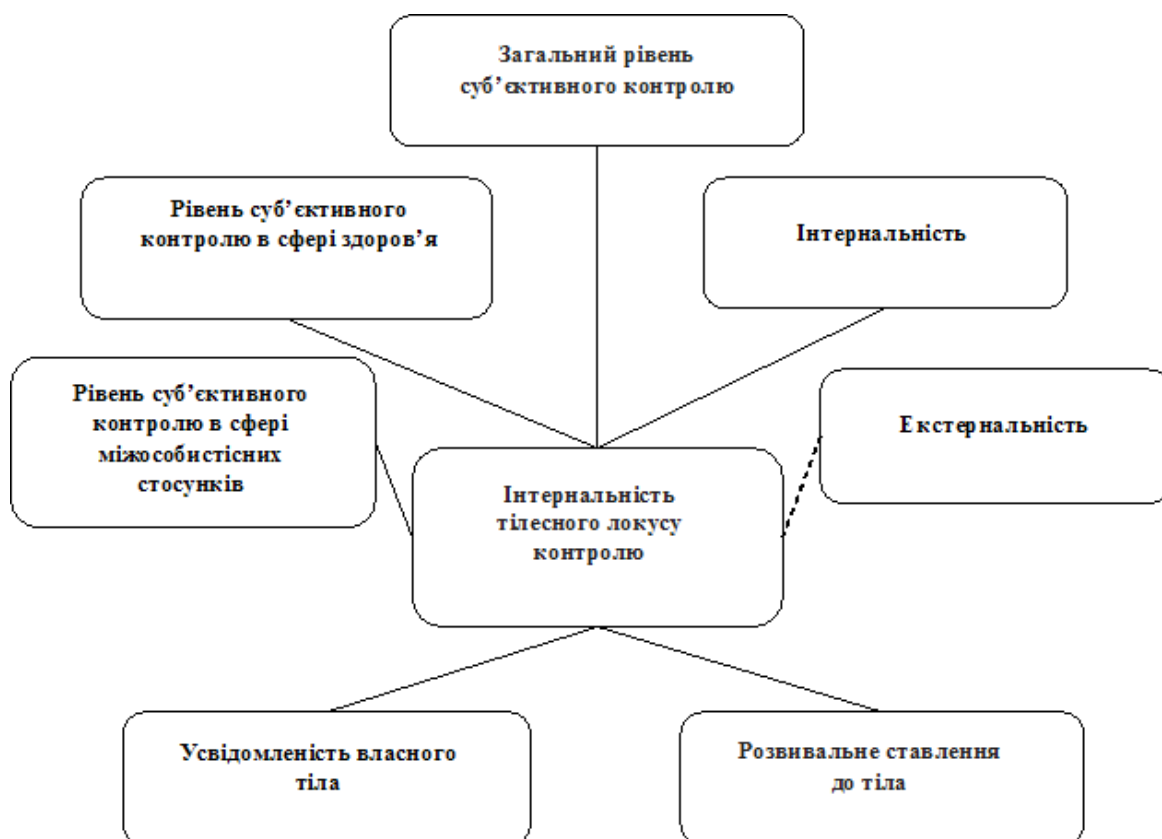 Загальний рівень
суб’єктивного контролю
Рівень суб’єктивного
контролю в сфері здоров’я
Інтернальність
Рівень суб’єктивного
контролю в сфері
міжособистісних
стосунків
Екстернальність
Інтернальність
тілесного локусу
контролю
Усвідомленість власного
тіла
Розвивальне ставлення
до тіла